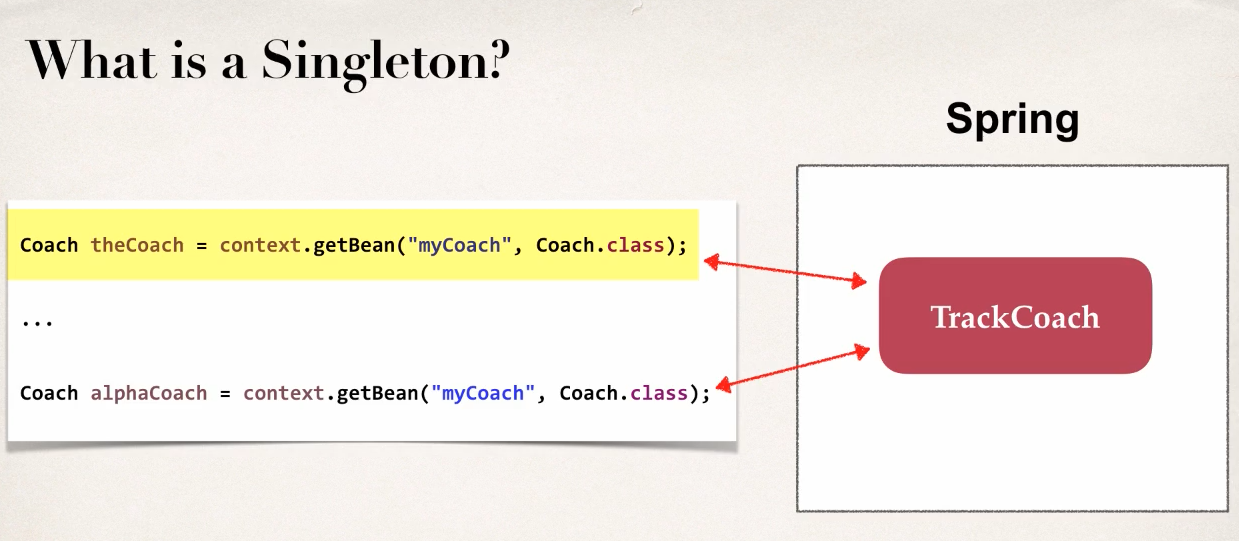 What is a Singleton?
Spring
Coach theCoach = context.getBean("myCoach", Coach.class);
...
Coach alphaCoach = context.getBean("myCoach", Coach.class);
TrackCoach